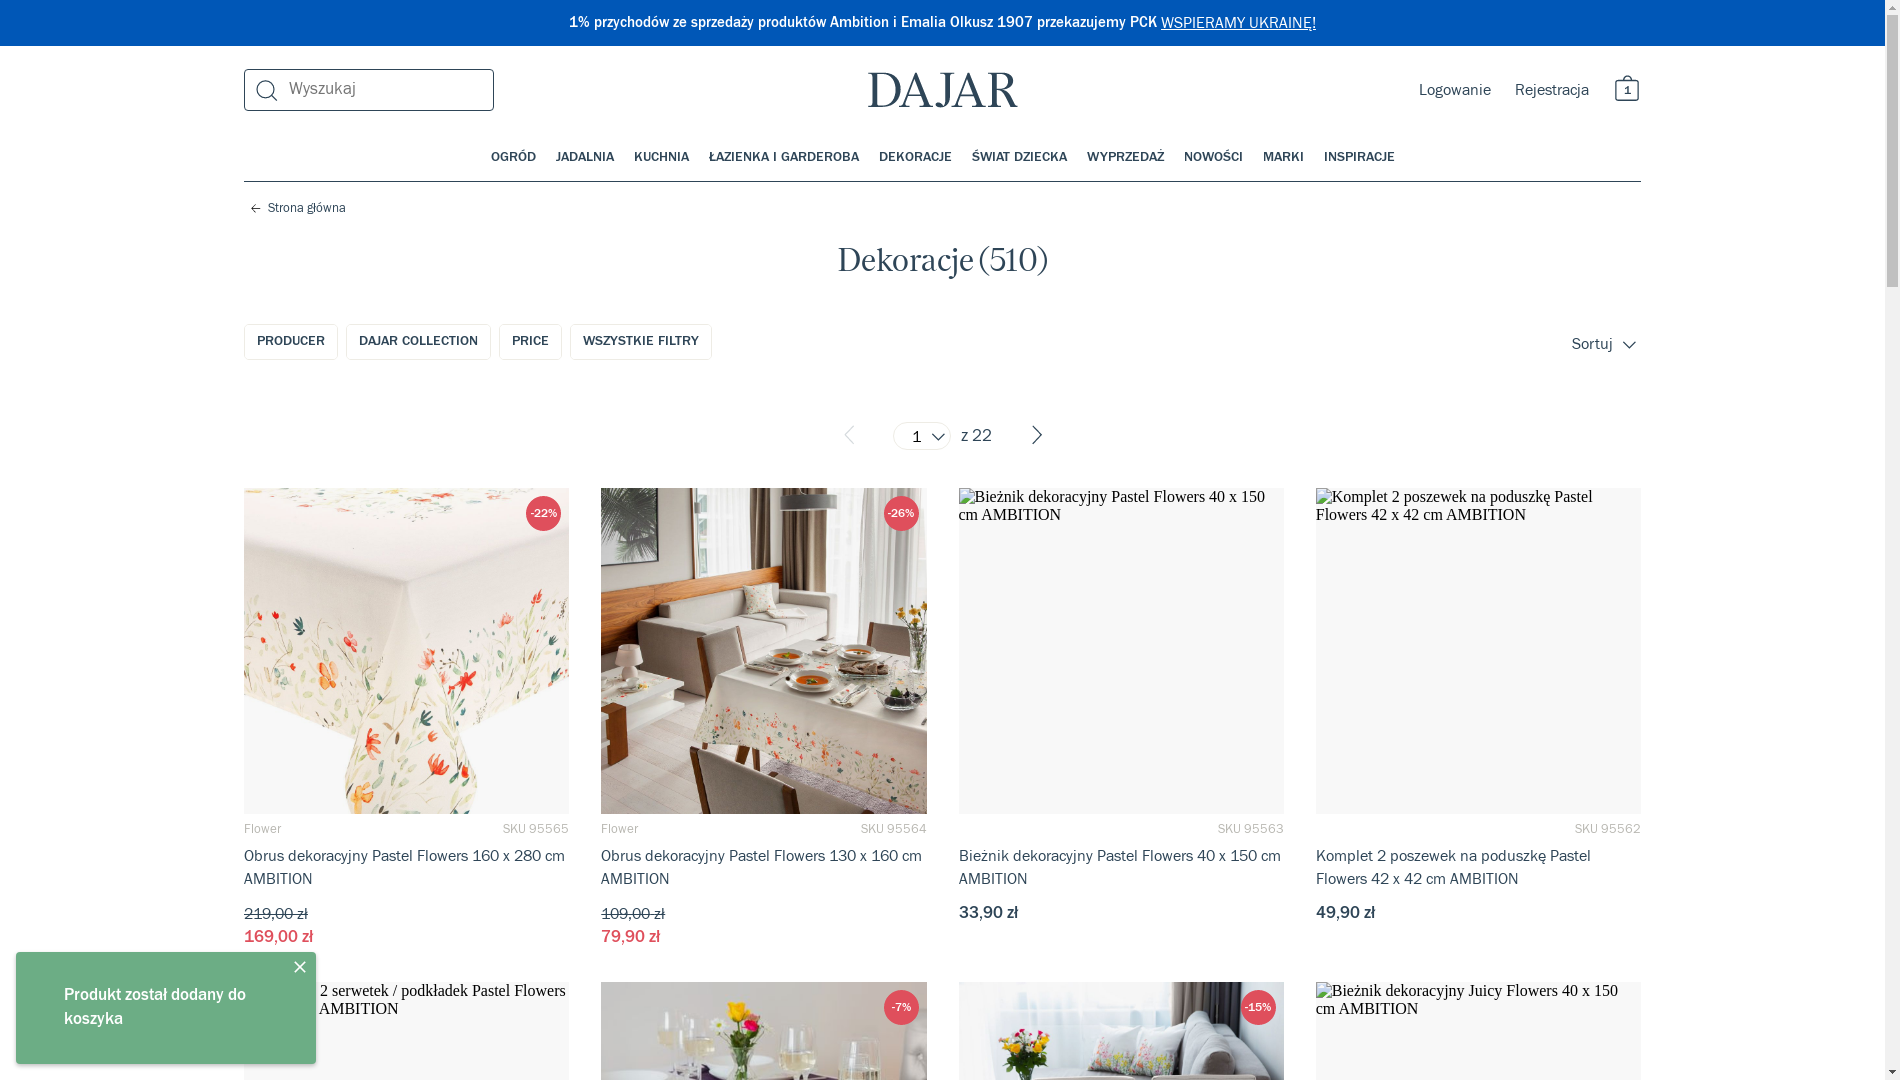 1% przychodów ze sprzedaży produktów Ambition i Emalia Olkusz 1907 przekazujemy PCK WSPIERAMY UKRAINĘ!
Wyszukaj
DAJAR
Logowanie
Rejestracja
1
OGRÓD
JADALNIA
KUCHNIA
ŁAZIENKA I GARDEROBA
DEKORACJE
ŚWIAT DZIECKA
WYPRZEDAŻ
NOWOŚCI
MARKI
INSPIRACJE
Strona główna
Dekoracje (510)
PRODUCER
DAJAR COLLECTION
PRICE
WSZYSTKIE FILTRY
Sortuj
1
z 22
-22%
-26%
Bieżnik dekoracyjny Pastel Flowers 40 x 150
cm AMBITION
Komplet 2 poszewek na poduszkę Pastel
Flowers 42 x 42 cm AMBITION
Flower
SKU 95565
Obrus dekoracyjny Pastel Flowers 160 x 280 cm
AMBITION
219,00 zł
169,00 zł
Flower
SKU 95564
Obrus dekoracyjny Pastel Flowers 130 x 160 cm
AMBITION
109,00 zł
79,90 zł
SKU 95563
Bieżnik dekoracyjny Pastel Flowers 40 x 150 cm
AMBITION
33,90 zł
SKU 95562
Komplet 2 poszewek na poduszkę Pastel
Flowers 42 x 42 cm AMBITION
49,90 zł
2 serwetek / podkładek Pastel Flowers
AMBITION
-7%
-15%
Bieżnik dekoracyjny Juicy Flowers 40 x 150
cm AMBITION
Produkt został dodany do
koszyka